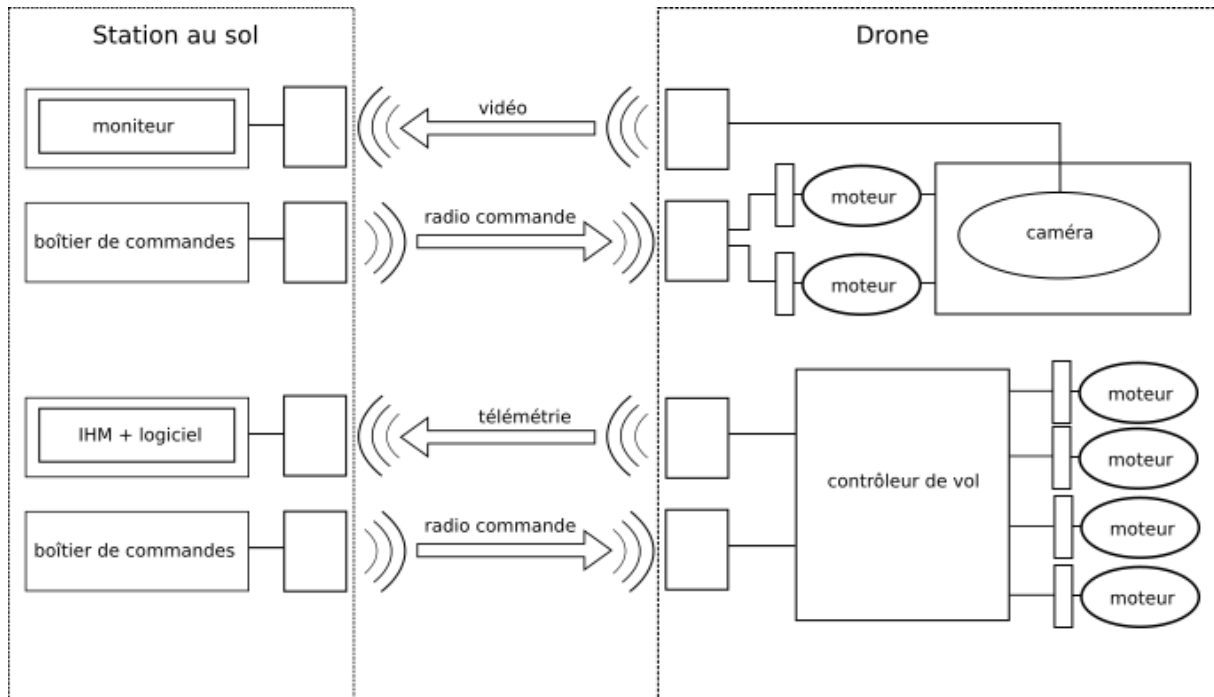 Station au sol
Drone
moniteur
vidéo
moteur
boîtier de commandes
radio commande
caméra
moteur
IHM + logiciel
télémétrie
contrôleur de vol
moteur
moteur
boîtier de commandes
radio commande
moteur
moteur